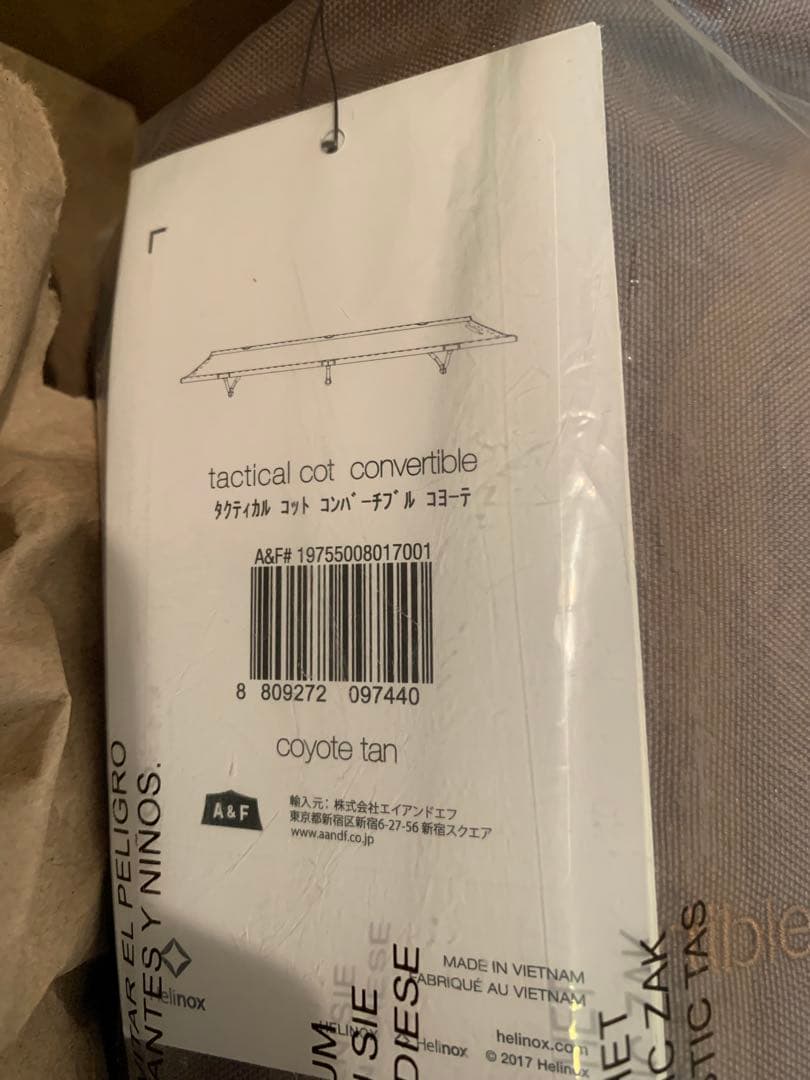 tactical cot convertible
タクティカル コット コンバーチブル コヨーテ
A&F# 19755008017001
8 809272 097440
coyote tan
A&F
輸入元：株式会社エイアンドエフ
東京都新宿区新宿6-27-56 新宿スクエア
www.aandf.co.jp
MADE IN VIETNAM
FABRIQUÉ AU VIETNAM
helinox.com
© 2017 Helinox
Helinox
HELINOX
Helinox
EL PELIGRO
Y NIÑOS.
SIE
DIESE
ZAK
TAS